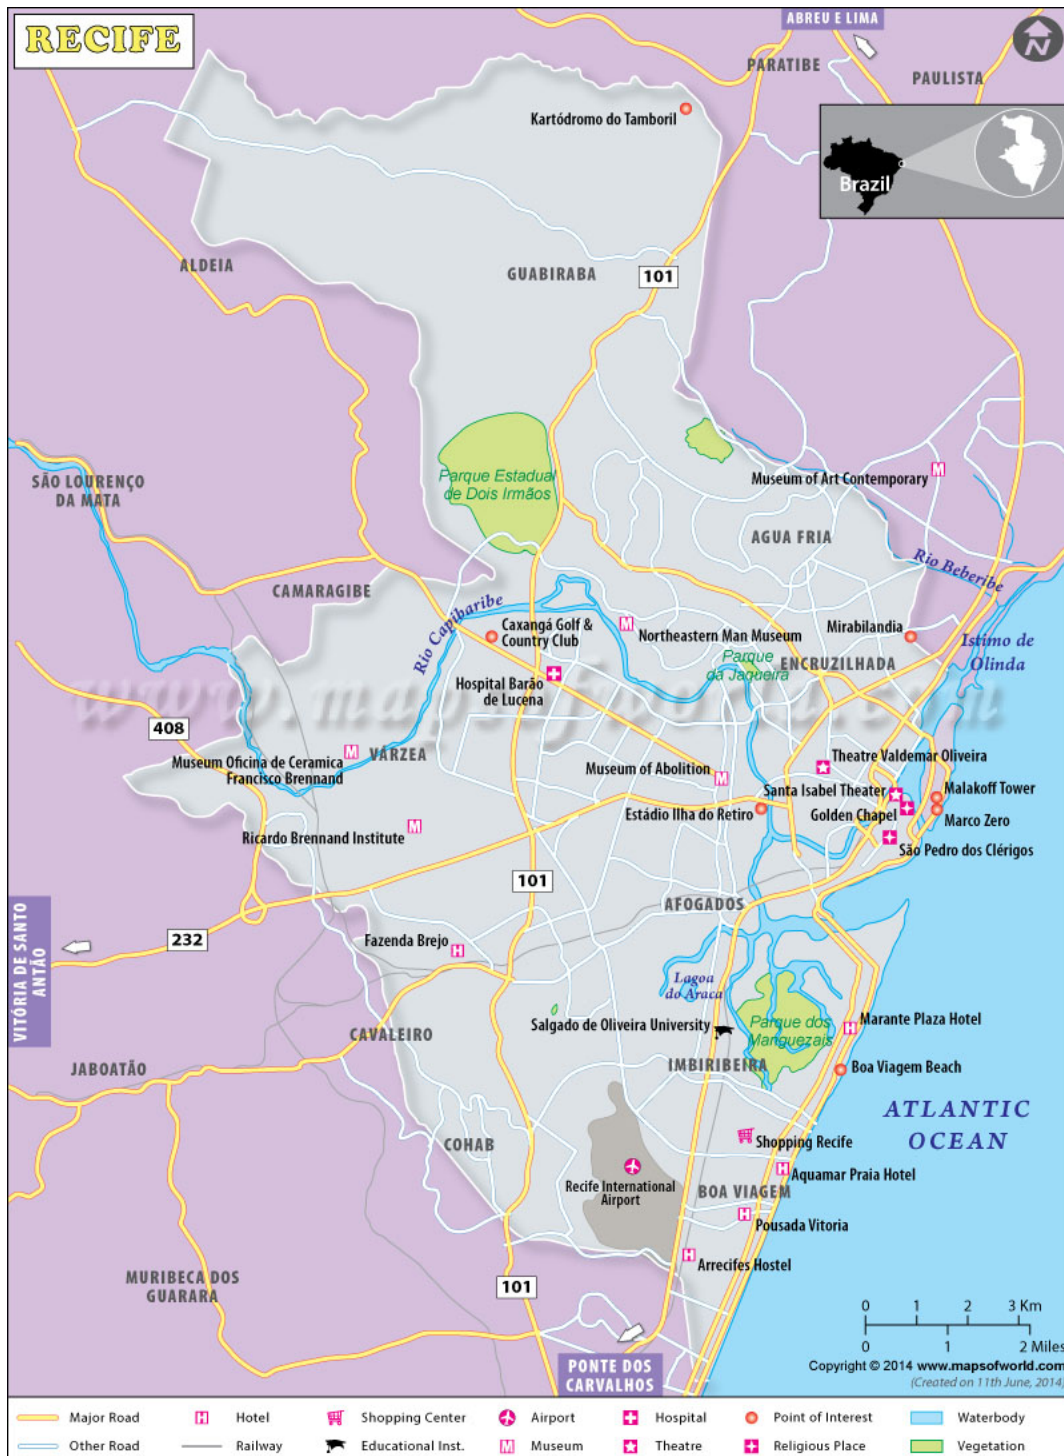 RECIFE
ABREU E LIMA
N
PARATIBE
PAULISTA
Kartódromo do Tamboril
Brazil
ALDEIA
GUABIRABA
101
Parque Estadual
de Dois Irmãos
Museum of Art Contemporary
SÃO LOURENÇO
DA MATA
AGUA FRIA
Rio Beberibe
CAMARAGIBE
Rio Capibaribe
Caxangá Golf &
Country Club
Northeastern Man Museum
Mirabilandia
Istimo de
Olinda
Parque
da Jaqueira
ENCRUZILHADA
Hospital Barão
de Lucena
www.mapsofworld.com
408
VÁRZEA
Museum Oficina de Ceramica
Francisco Brennand
Theatre Valdemar Oliveira
Museum of Abolition
Santa Isabel Theater
Malakoff Tower
Estádio Ilha do Retiro
Golden Chapel
Marco Zero
Ricardo Brennand Institute
São Pedro dos Clérigos
101
AFOGADOS
VITÓRIA DE SANTO
ANTÃO
232
Fazenda Brejo
Lagoa
do Araca
Salgado de Oliveira University
Parque dos
Manguezais
Marante Plaza Hotel
CAVALEIRO
JABOATÃO
IMBIRIBEIRA
Boa Viagem Beach
ATLANTIC
OCEAN
COHAB
Shopping Recife
Recife International
Airport
Aquamar Praia Hotel
BOA VIAGEM
Pousada Vitoria
Arrecifes Hostel
MURIBECA DOS
GUARARA
101
0 1 2 3 Km
0 1 2 Miles
PONTE DOS
CARVALHOS
Copyright © 2014 www.mapsofworld.com
(Created on 11th June, 2014)
Major Road H Hotel Shopping Center Airport Hospital Point of Interest Waterbody
Other Road Railway Educational Inst. M Museum Theatre Religious Place Vegetation